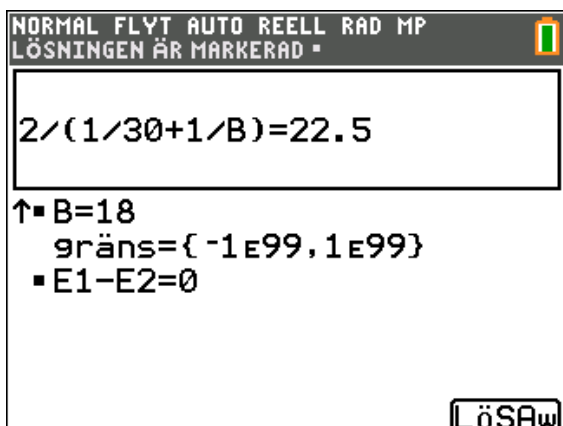 NORMAL FLYT AUTO REELL RAD MP
LÖSNINGEN ÄR MARKERAD ▪
2/(1/30+1/B)=22.5
↑▪B=18
gräns={-1ᴇ99,1ᴇ99}
▪E1-E2=0
LöSAw